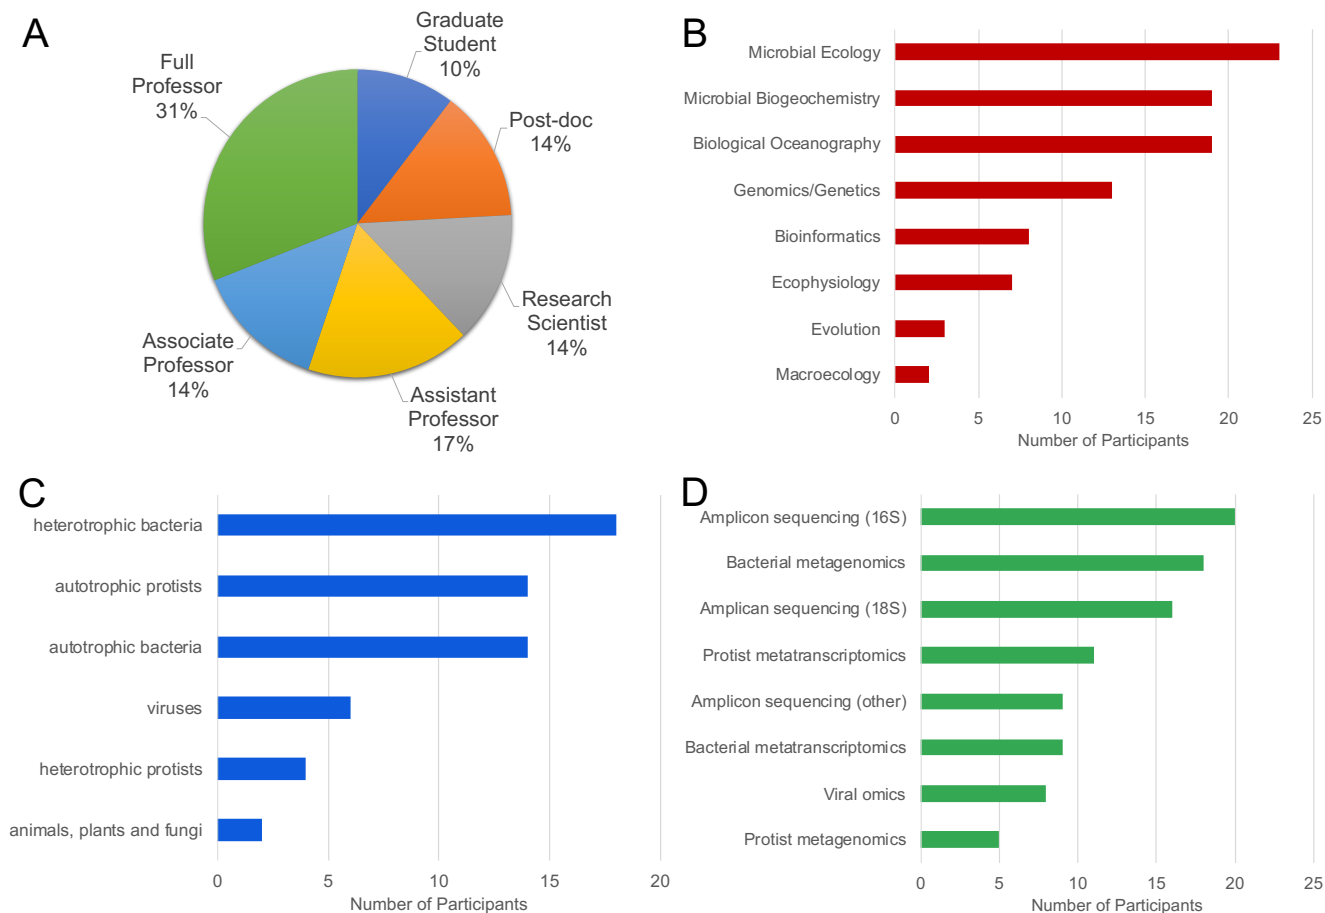 A
Graduate
Student
10%
Post-doc
14%
Research
Scientist
14%
Assistant
Professor
17%
Associate
Professor
14%
Full
Professor
31%
B
Microbial Ecology
Microbial Biogeochemistry
Biological Oceanography
Genomics/Genetics
Bioinformatics
Ecophysiology
Evolution
Macroecology
0 5 10 15 20 25
Number of Participants
C
heterotrophic bacteria
autotrophic protists
autotrophic bacteria
viruses
heterotrophic protists
animals, plants and fungi
0 5 10 15 20
Number of Participants
D
Amplicon sequencing (16S)
Bacterial metagenomics
Amplican sequencing (18S)
Protist metatranscriptomics
Amplicon sequencing (other)
Bacterial metatranscriptomics
Viral omics
Protist metagenomics
0 5 10 15 20 25
Number of Participants